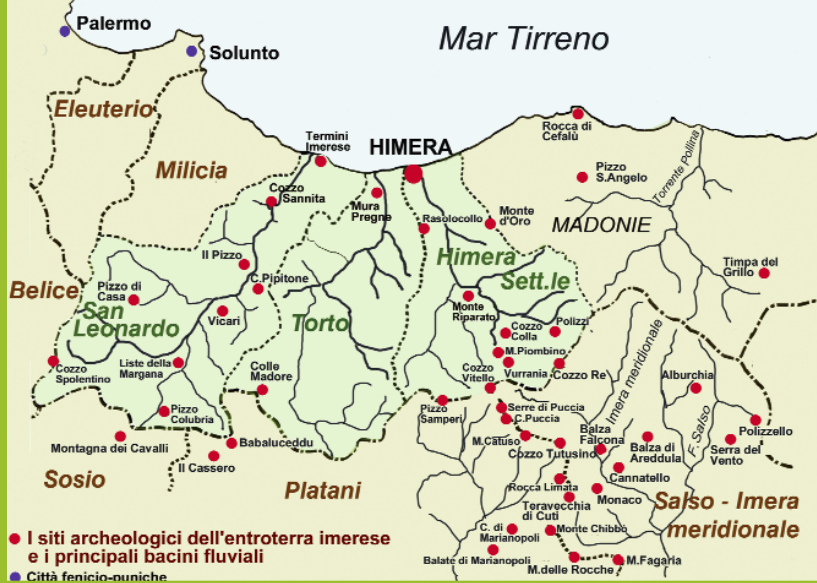 Palermo
Solunto
Mar Tirreno
Eleuterio
Milicia
Termini
Imerese
HIMERA
Rocca di
Cefalù
Torrente Pollina
Pizzo
S.Angelo
Cozzo
Sannita
Mura
Pregne
Rasolocollo
Monte
d'Oro
MADONIE
Il Pizzo
Himera
Sett.le
Timpa del
Grillo
Belice
Pizzo di
Casa
C.Pipitone
San
Leonardo
Vicari
Torto
Monte
Riparato
Cozzo
Colla
Polizzi
M.Piombino
Imera meridionale
Cozzo
Spolentino
Liste della
Margana
Colle
Madore
Cozzo
Vitello
Vurrania
Cozzo Re
Alburchia
Pizzo
Colubria
Pizzo
Samperi
Serre di Puccia
C.Puccia
F. Salso
Montagna dei Cavalli
Babaluceddu
M.Catuso
Cozzo Tutusino
Balza
Falcona
Balza di
Areddula
Polizzello
Serra del
Vento
Il Cassero
Sosio
Platani
Cannatello
Rocca Limata
Monaco
Teravecchia
di Cuti
Salso - Imera
meridionale
C. di
Marianopoli
Monte Chibbò
Balate di Marianopoli
M.delle Rocche
M.Fagaria
I siti archeologici dell'entroterra imerese
e i principali bacini fluviali
Città fenicio-puniche